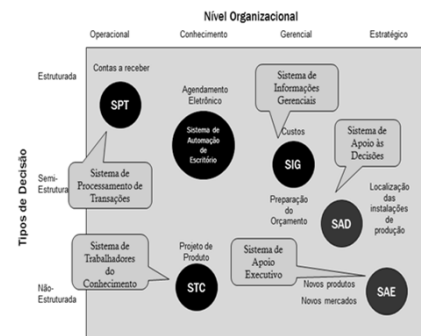 Nível Organizacional
Operacional
Conhecimento
Gerencial
Estratégico
Tipos de Decisão
Estruturada
Contas a receber
SPT
Agendamento
Eletrônico
Sistema de
Automação
de
Escritório
Sistema de
Informações
Gerenciais
Custos
SIG
Sistema de
Apoio às
Decisões
Semi-
Estrutura
Sistema de
Processamento de
Transações
Preparação
do
Orçamento
SAD
Localização
das
instalações
de
produção
Sistema de
Trabalhadores
do
Conhecimento
Projeto de
Produto
STC
Sistema de
Apoio
Executivo
Não-
Estruturada
Novos produtos
Novos mercados
SAE